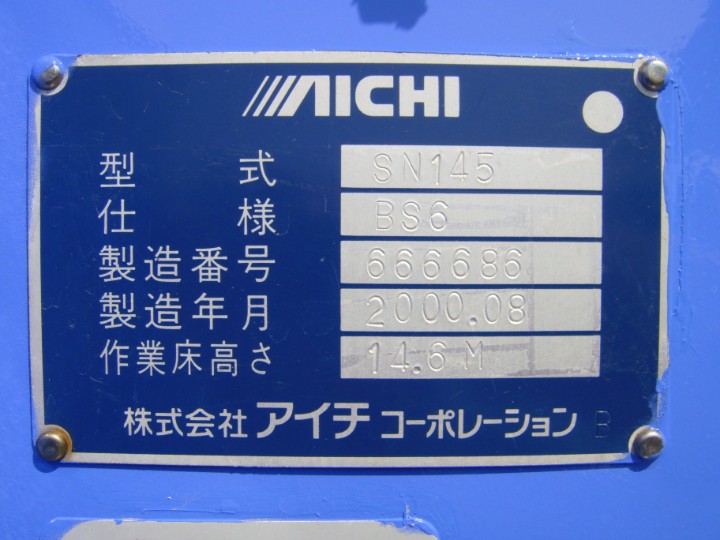 AICHI
型式 SN145
仕様 BS6
製造番号 666686
製造年月 2000.08
作業床高さ 14.6M
株式会社 アイチ コーポレーション B